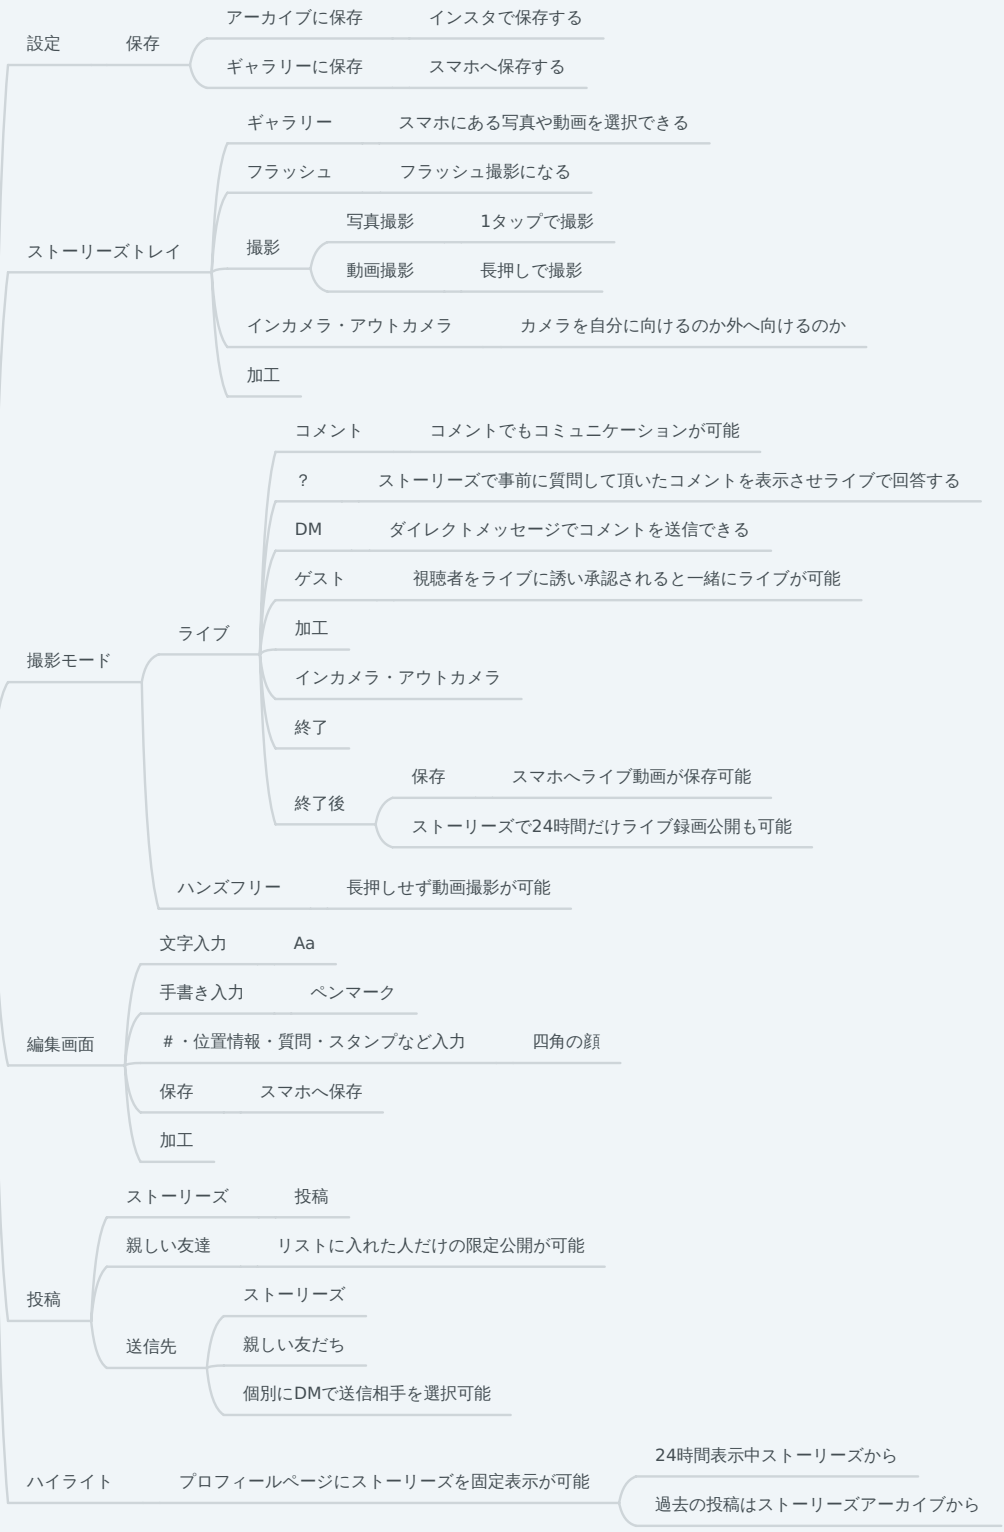 設定
保存
アーカイブに保存
インスタで保存する
ギャラリーに保存
スマホへ保存する
ストーリーズトレイ
ギャラリー
スマホにある写真や動画を選択できる
フラッシュ
フラッシュ撮影になる
撮影
写真撮影
1タップで撮影
動画撮影
長押しで撮影
インカメラ・アウトカメラ
カメラを自分に向けるのか外へ向けるのか
加工
撮影モード
ライブ
コメント
コメントでもコミュニケーションが可能
？
ストーリーズで事前に質問して頂いたコメントを表示させライブで回答する
DM
ダイレクトメッセージでコメントを送信できる
ゲスト
視聴者をライブに誘い承認されると一緒にライブが可能
加工
インカメラ・アウトカメラ
終了
終了後
保存
スマホへライブ動画が保存可能
ストーリーズで24時間だけライブ録画公開も可能
ハンズフリー
長押しせず動画撮影が可能
編集画面
文字入力
Aa
手書き入力
ペンマーク
＃・位置情報・質問・スタンプなど入力
四角の顔
保存
スマホへ保存
加工
投稿
ストーリーズ
投稿
親しい友達
リストに入れた人だけの限定公開が可能
送信先
ストーリーズ
親しい友だち
個別にDMで送信相手を選択可能
ハイライト
プロフィールページにストーリーズを固定表示が可能
24時間表示中ストーリーズから
過去の投稿はストーリーズアーカイブから